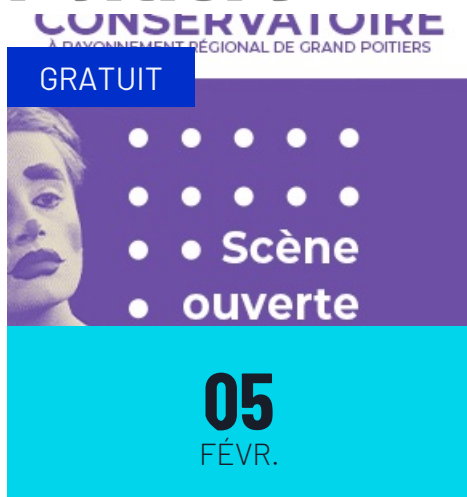 CONSERVATOIRE
À RAYONNEMENT RÉGIONAL DE GRAND POITIERS
GRATUIT
Scène
ouverte
05
FÉVR.